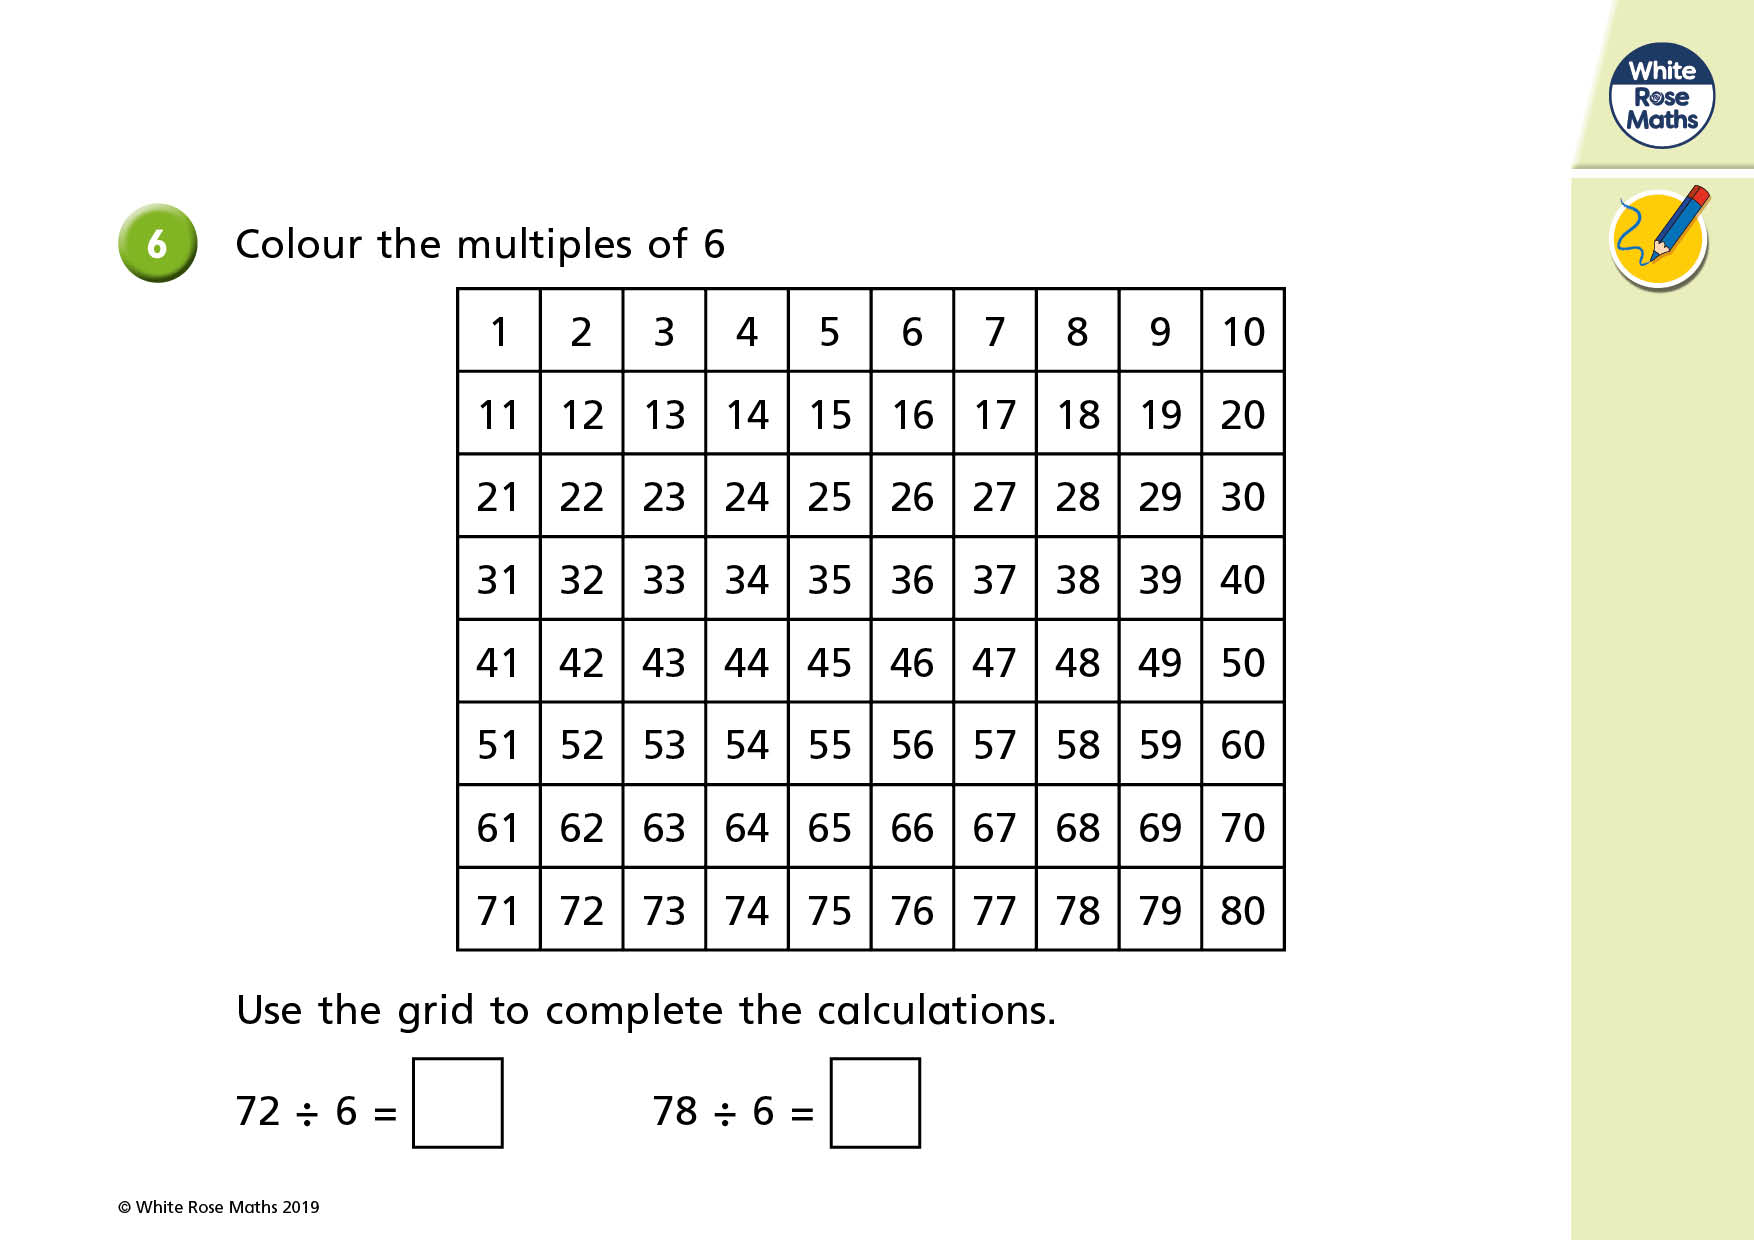 White
Rose
Maths
6 Colour the multiples of 6
1 2 3 4 5 6 7 8 9 10
11 12 13 14 15 16 17 18 19 20
21 22 23 24 25 26 27 28 29 30
31 32 33 34 35 36 37 38 39 40
41 42 43 44 45 46 47 48 49 50
51 52 53 54 55 56 57 58 59 60
61 62 63 64 65 66 67 68 69 70
71 72 73 74 75 76 77 78 79 80
Use the grid to complete the calculations.
72 ÷ 6 = 78 ÷ 6 =
© White Rose Maths 2019